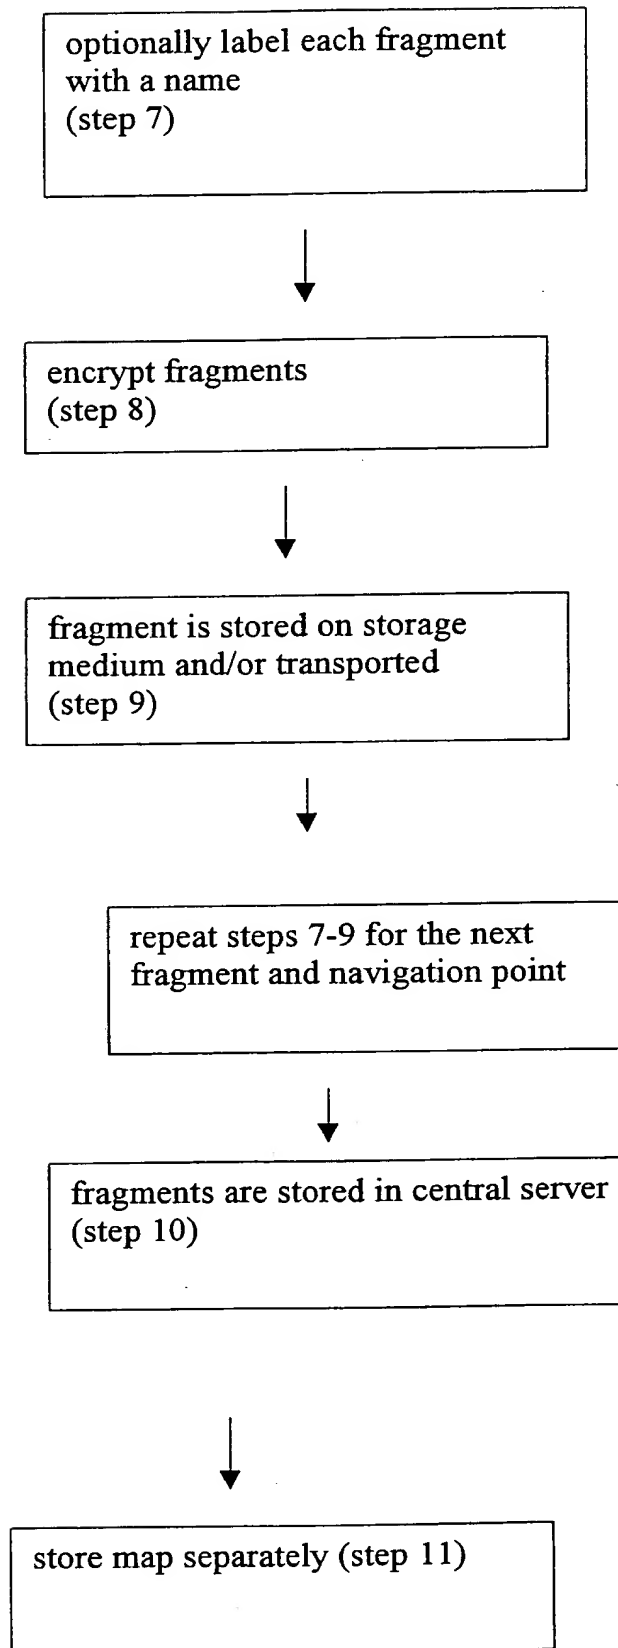 optionally label each fragment
with a name
(step 7)
encrypt fragments
(step 8)
fragment is stored on storage
medium and/or transported
(step 9)
repeat steps 7-9 for the next
fragment and navigation point
fragments are stored in central server
(step 10)
store map separately (step 11)